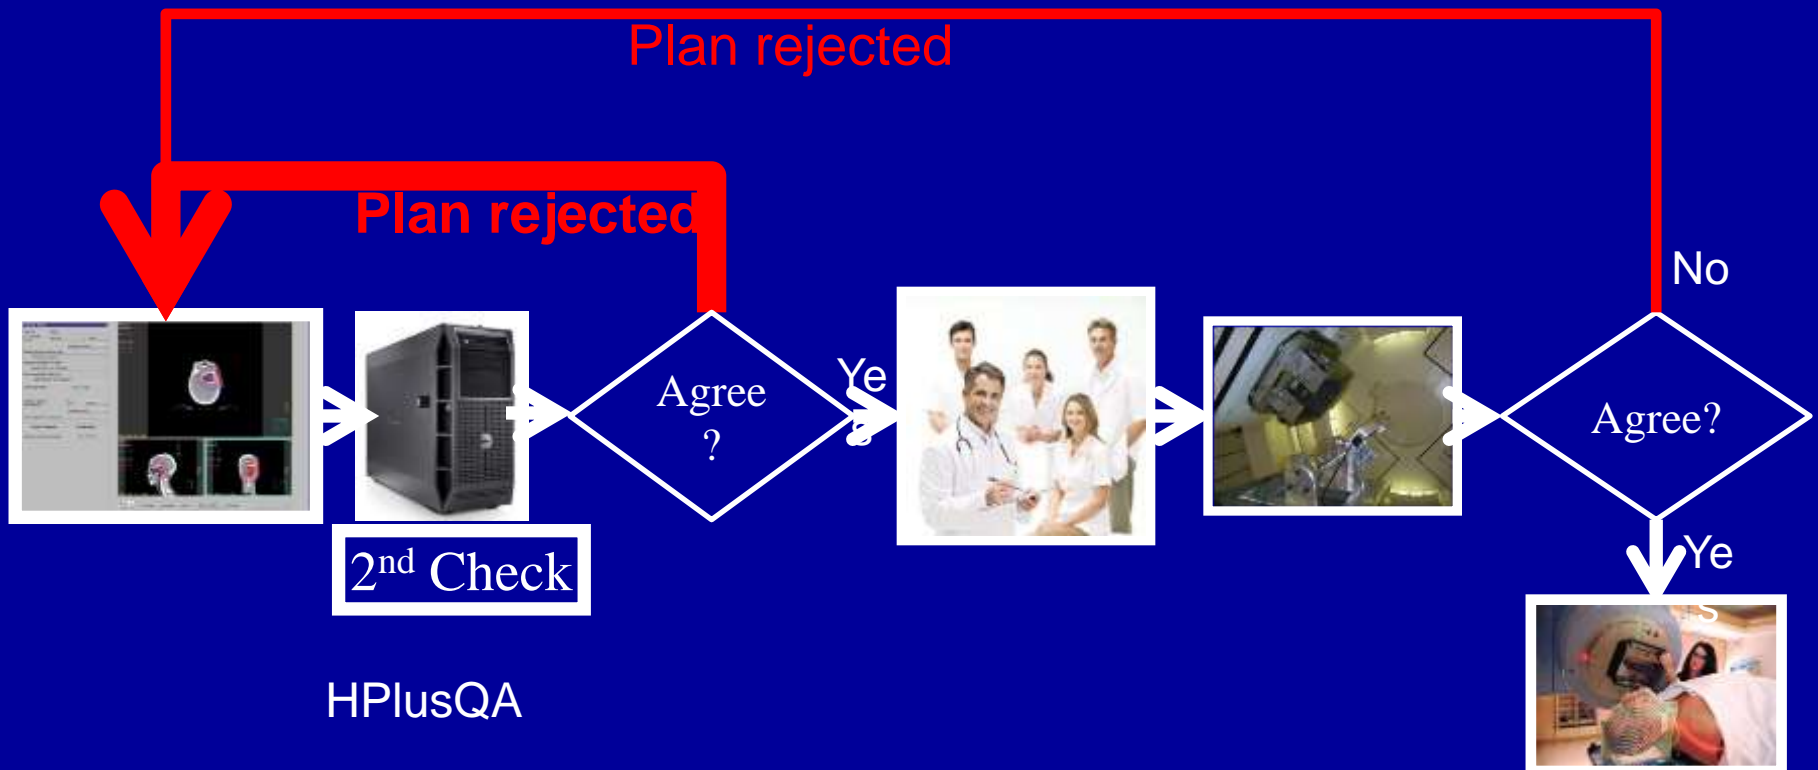 Plan rejected
Plan rejected
No
Agree
?
Ye
s
Agree?
2nd Check
Ye
s
HPlusQA